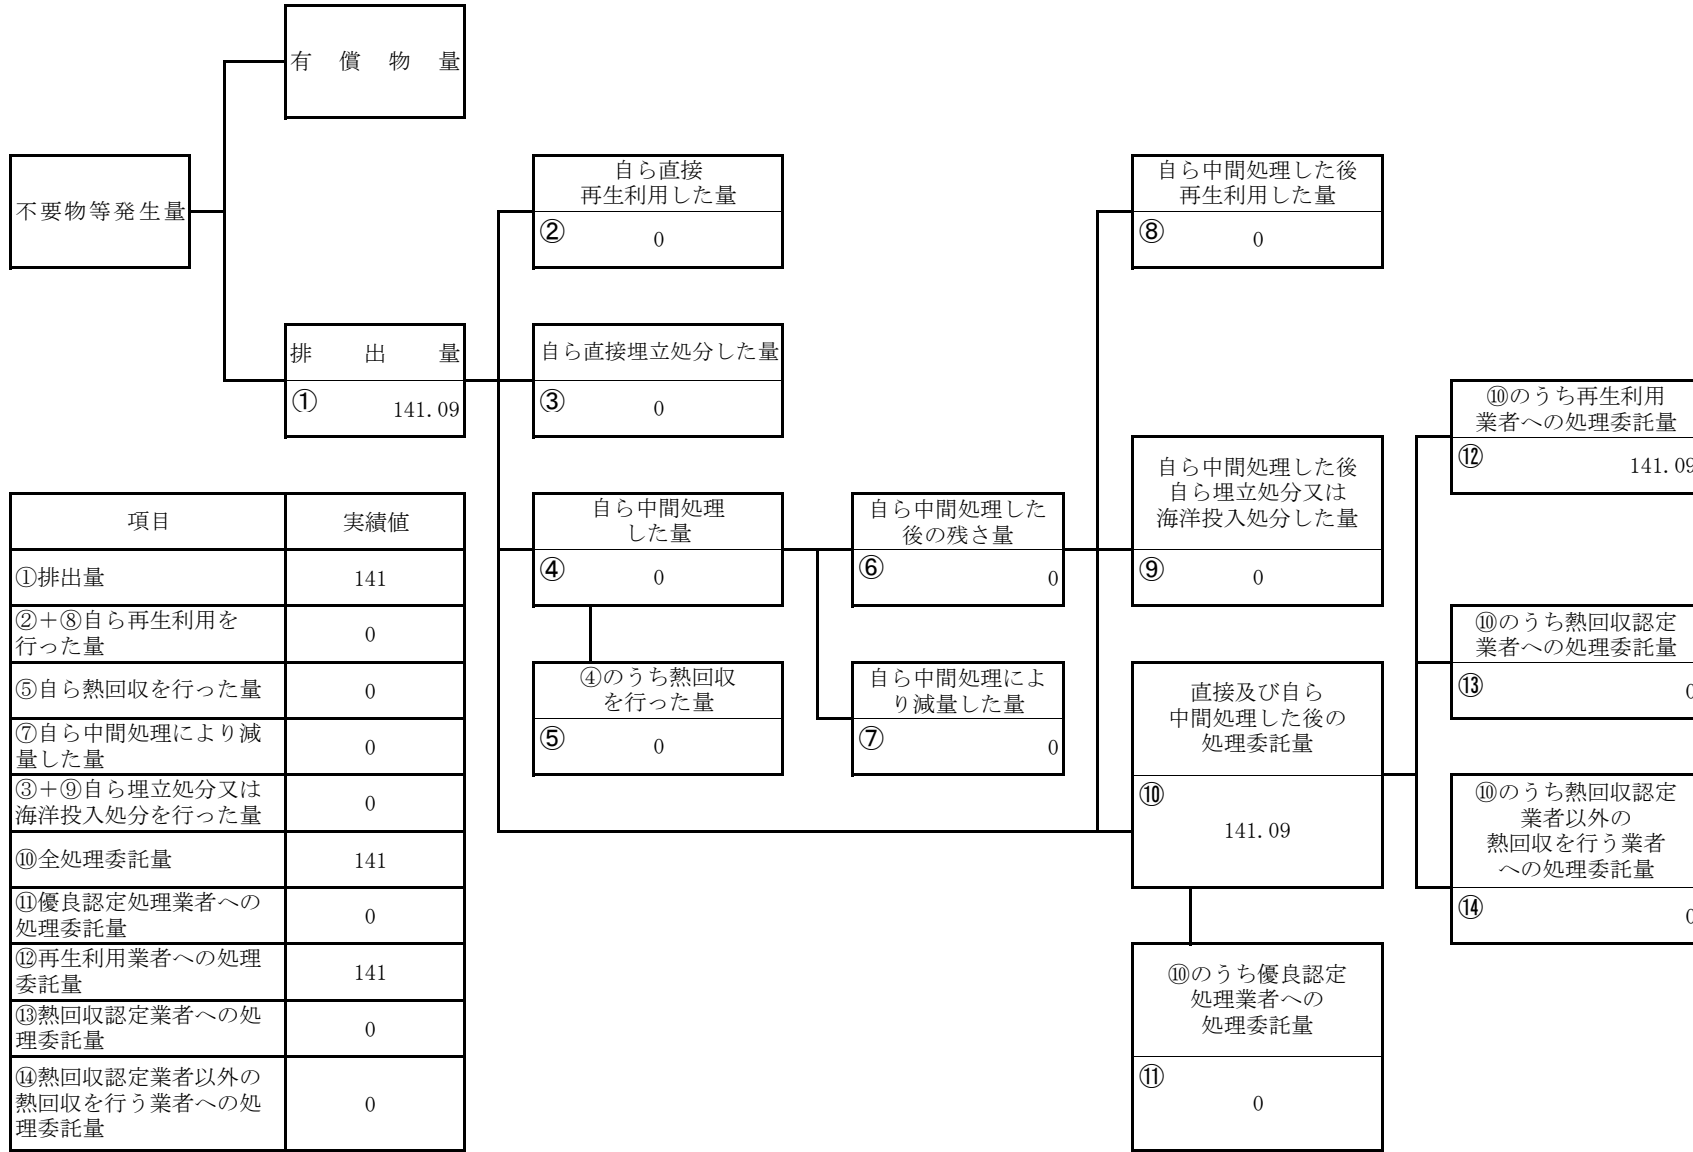 有償物量
不要物等発生量
自ら直接
再生利用した量
② 0
自ら中間処理した後
再生利用した量
⑧ 0
排出量
① 141.09
自ら直接埋立処分した量
③ 0
⑩のうち再生利用
業者への処理委託量
⑫ 141.09
自ら中間処理した後
自ら埋立処分又は
海洋投入処分した量
⑨ 0
自ら中間処理
した量
④ 0
自ら中間処理した
後の残さ量
⑥ 0
④のうち熱回収
を行った量
⑤ 0
自ら中間処理によ
り減量した量
⑦ 0
⑩のうち熱回収認定
業者への処理委託量
⑬ 0
直接及び自ら
中間処理した後の
処理委託量
⑩
141.09
⑩のうち熱回収認定
業者以外の
熱回収を行う業者
への処理委託量
⑭ 0
⑩のうち優良認定
処理業者への
処理委託量
⑪
0
項目 実績値
①排出量 141
②+⑧自ら再生利用を
行った量 0
⑤自ら熱回収を行った量 0
⑦自ら中間処理により減
量した量 0
③+⑨自ら埋立処分又は
海洋投入処分を行った量 0
⑩全処理委託量 141
⑪優良認定処理業者への
処理委託量 0
⑫再生利用業者への処理
委託量 141
⑬熱回収認定業者への処
理委託量 0
⑭熱回収認定業者以外の
熱回収を行う業者への処
理委託量 0